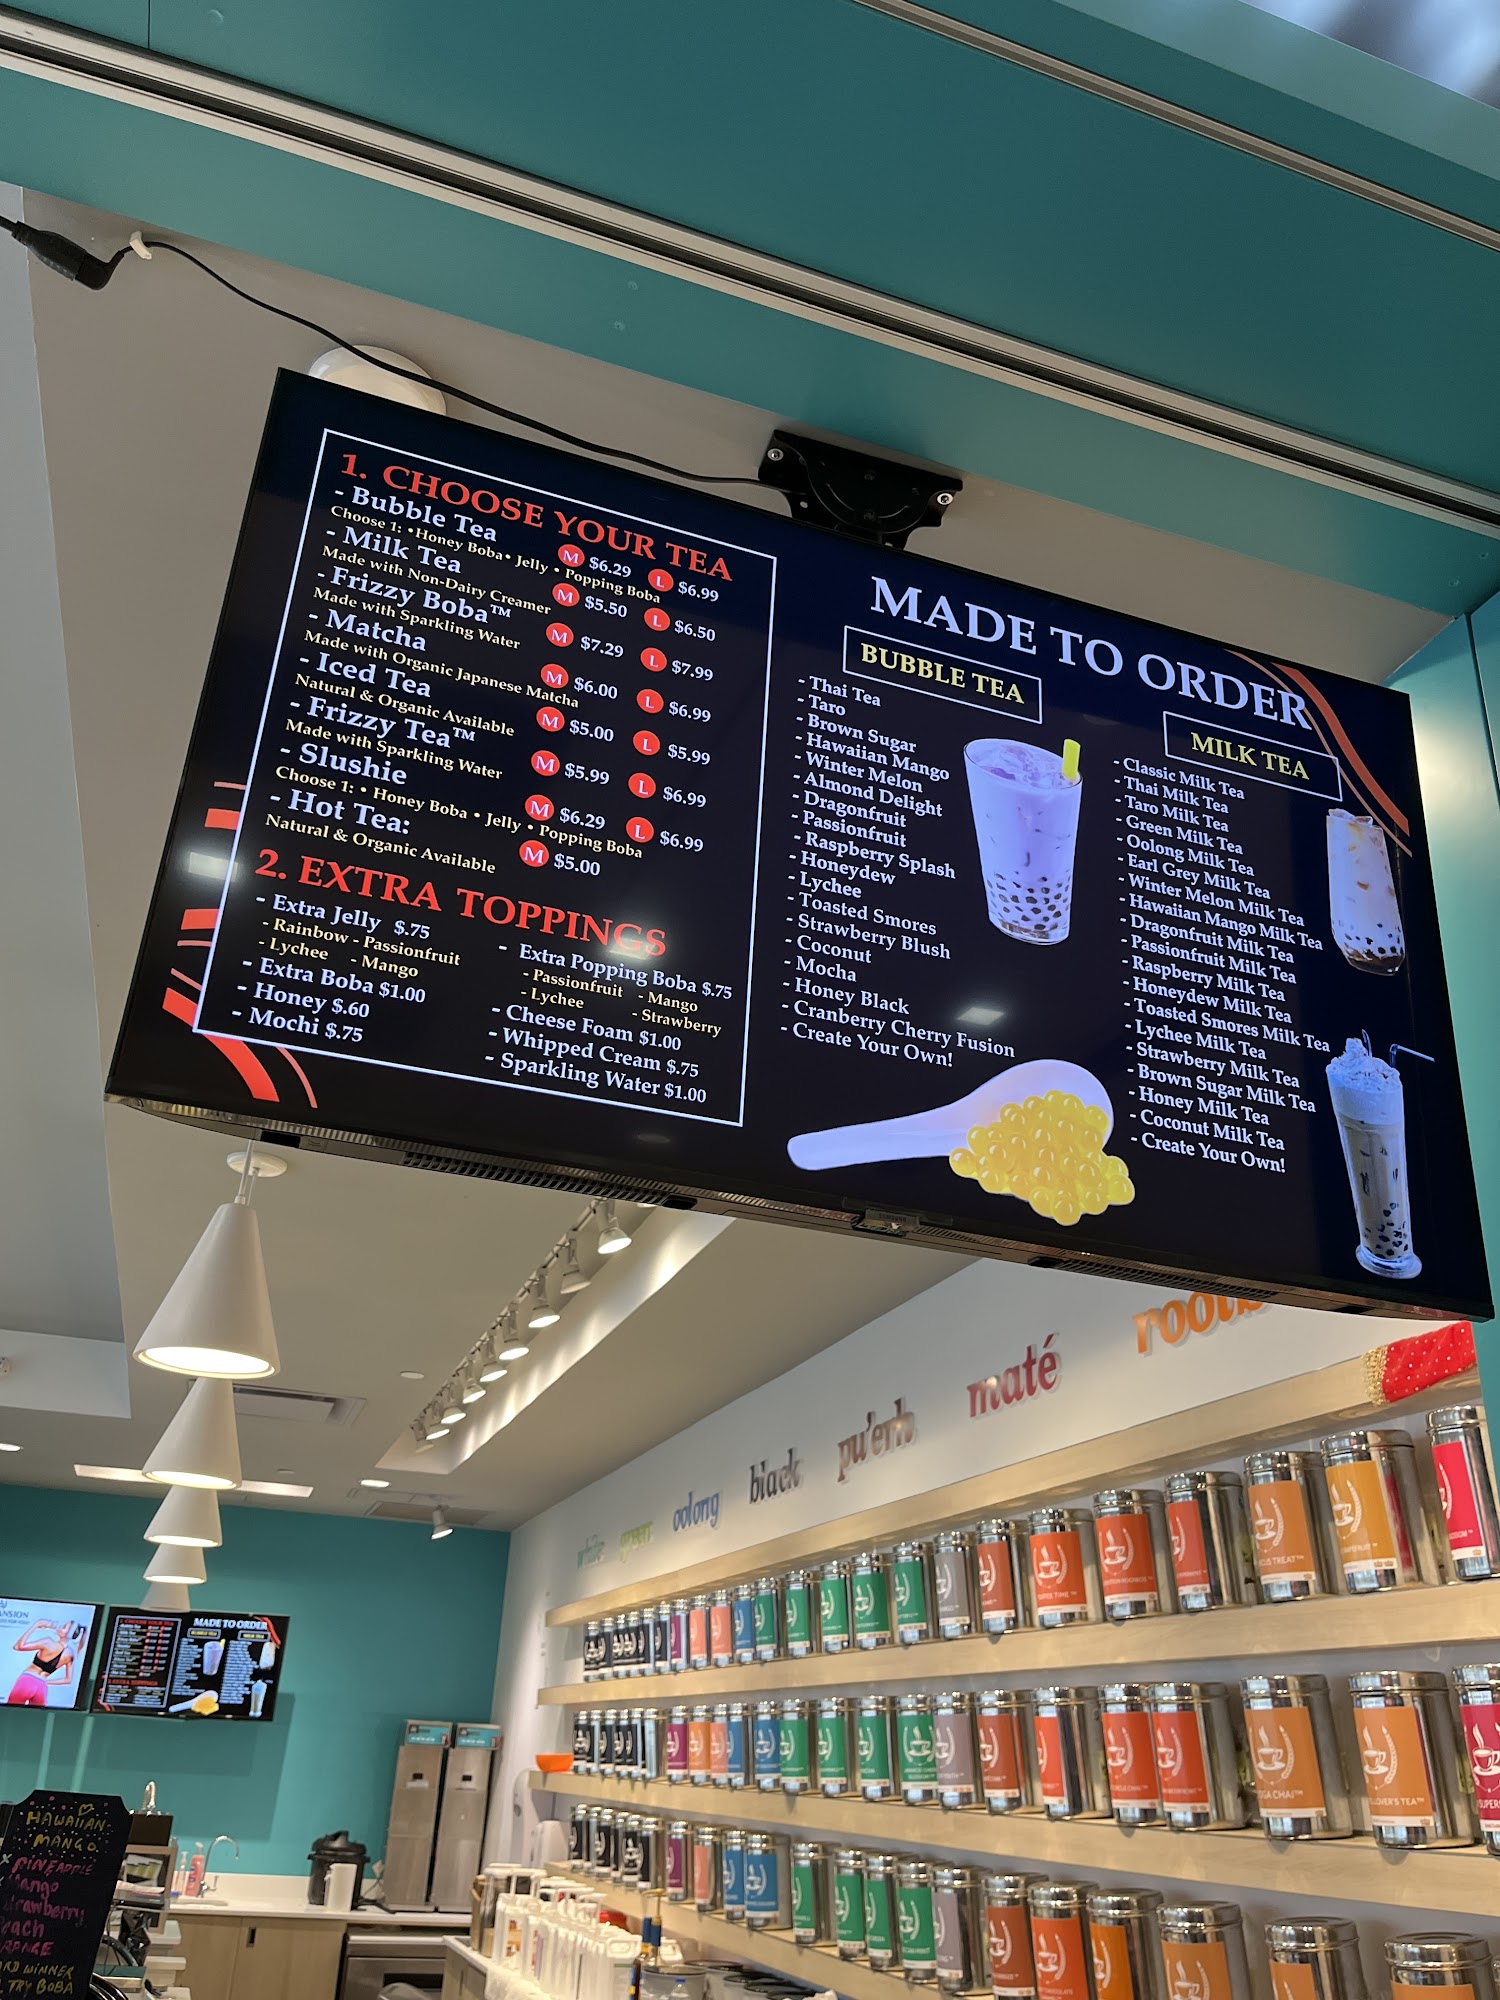 1. CHOOSE YOUR TEA
- Bubble Tea M $6.29 L $6.99
Choose 1: • Honey Boba • Jelly • Popping Boba
- Milk Tea M $5.50 L $6.50
Made with Non-Dairy Creamer
- Frizzy Boba™ M $7.29 L $7.99
Made with Sparkling Water
- Matcha M $6.00 L $6.99
Made with Organic Japanese Matcha
- Iced Tea M $5.00 L $5.99
Natural & Organic Available
- Frizzy Tea™ M $5.99 L $6.99
Made with Sparkling Water
- Slushie M $6.29 L $6.99
Choose 1: • Honey Boba • Jelly • Popping Boba
- Hot Tea: M $5.00
Natural & Organic Available
2. EXTRA TOPPINGS
- Extra Jelly $.75
- Rainbow - Passionfruit
- Lychee - Mango
- Extra Boba $1.00
- Honey $.60
- Mochi $.75
- Extra Popping Boba $.75
- Passionfruit - Mango
- Lychee - Strawberry
- Cheese Foam $1.00
- Whipped Cream $.75
- Sparkling Water $1.00
MADE TO ORDER
BUBBLE TEA
- Thai Tea
- Taro
- Brown Sugar
- Hawaiian Mango
- Winter Melon
- Almond Delight
- Dragonfruit
- Passionfruit
- Raspberry Splash
- Honeydew
- Lychee
- Toasted Smores
- Strawberry Blush
- Coconut
- Mocha
- Honey Black
- Cranberry Cherry Fusion
- Create Your Own!
MILK TEA
- Classic Milk Tea
- Thai Milk Tea
- Taro Milk Tea
- Green Milk Tea
- Oolong Milk Tea
- Earl Grey Milk Tea
- Winter Melon Milk Tea
- Hawaiian Mango Milk Tea
- Dragonfruit Milk Tea
- Passionfruit Milk Tea
- Raspberry Milk Tea
- Honeydew Milk Tea
- Toasted Smores Milk Tea
- Lychee Milk Tea
- Strawberry Milk Tea
- Brown Sugar Milk Tea
- Honey Milk Tea
- Coconut Milk Tea
- Create Your Own!
white
green
oolong
black
pu'erh
maté
MADE TO ORDER
HAWAIIAN
MANGO
PINEAPPLE
Mango
ORANGE
TRY BOBA